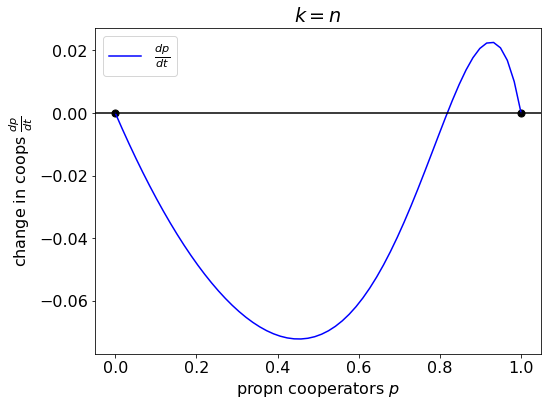 k = n
dp/dt
change in coops dp/dt
0.02
0.00
−0.02
−0.04
−0.06
0.0 0.2 0.4 0.6 0.8 1.0
propn cooperators p